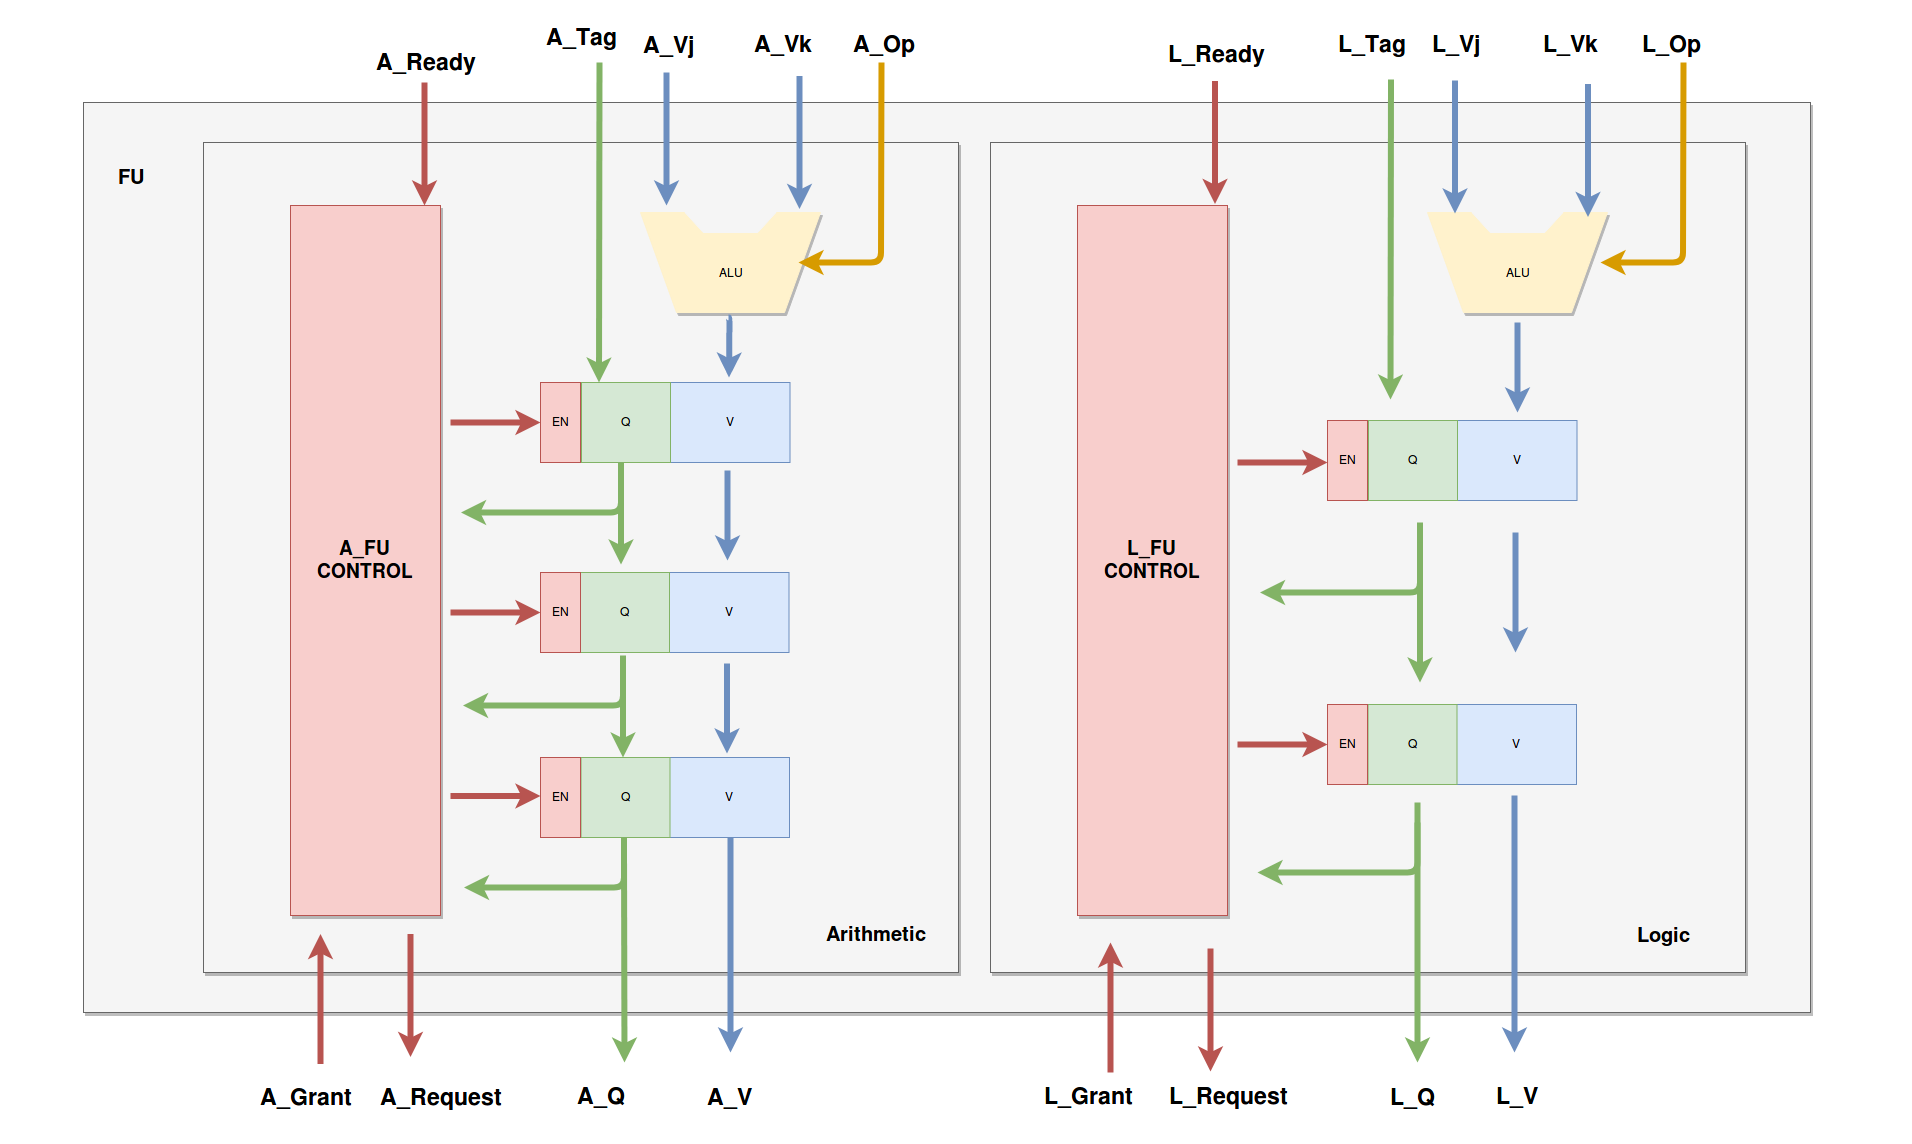 A_Ready
A_Tag
A_Vj
A_Vk
A_Op
L_Ready
L_Tag
L_Vj
L_Vk
L_Op
FU
ALU
ALU
EN Q V
EN Q V
A_FU
CONTROL
L_FU
CONTROL
EN Q V
EN Q V
EN Q V
Arithmetic
Logic
A_Grant
A_Request
A_Q
A_V
L_Grant
L_Request
L_Q
L_V